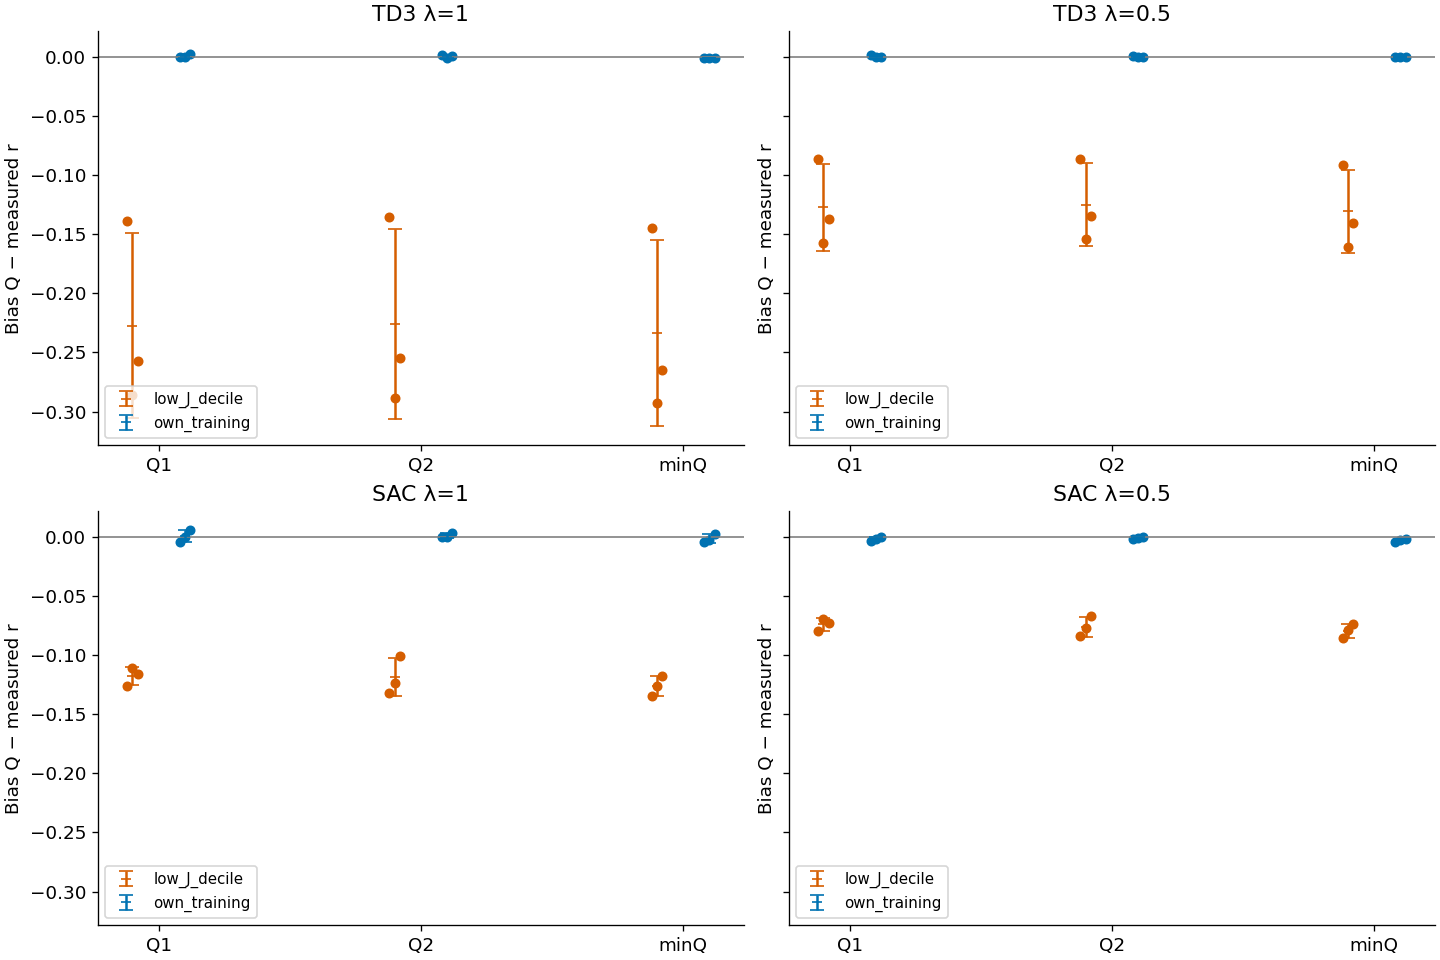 TD3 λ=1
0.00
−0.05
−0.10
−0.15
−0.20
−0.25
−0.30
Bias Q − measured r
low_J_decile
own_training
Q1
Q2
minQ
TD3 λ=0.5
Bias Q − measured r
low_J_decile
own_training
Q1
Q2
minQ
SAC λ=1
0.00
−0.05
−0.10
−0.15
−0.20
−0.25
−0.30
Bias Q − measured r
low_J_decile
own_training
Q1
Q2
minQ
SAC λ=0.5
Bias Q − measured r
low_J_decile
own_training
Q1
Q2
minQ